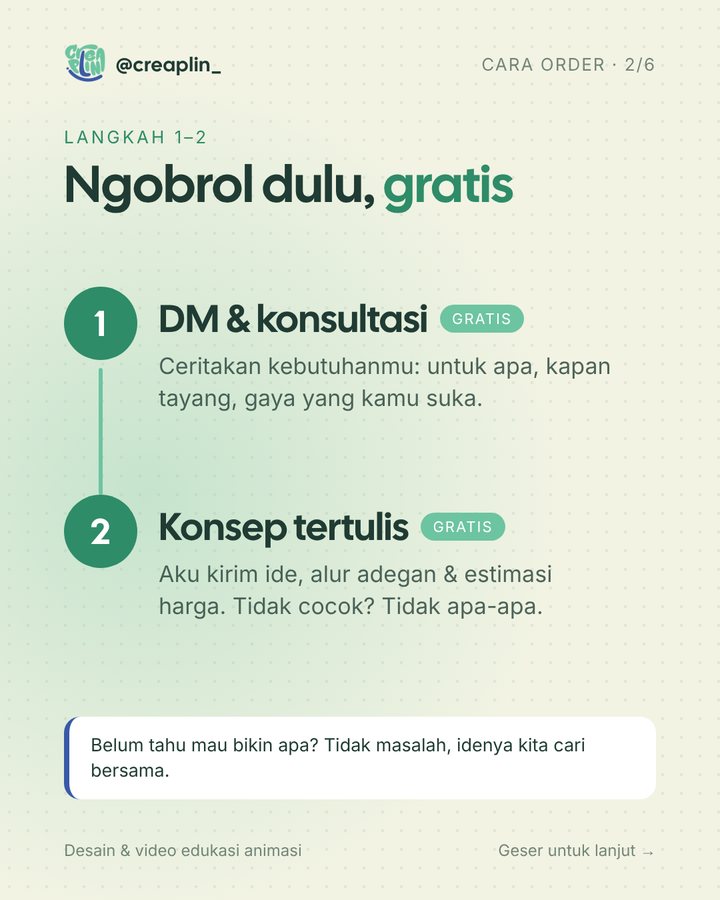 CREA PLIN!
@creaplin_
CARA ORDER · 2/6
LANGKAH 1–2
Ngobrol dulu, gratis
1
DM & konsultasi GRATIS
Ceritakan kebutuhanmu: untuk apa, kapan
tayang, gaya yang kamu suka.
2
Konsep tertulis GRATIS
Aku kirim ide, alur adegan & estimasi
harga. Tidak cocok? Tidak apa-apa.
Belum tahu mau bikin apa? Tidak masalah, idenya kita cari
bersama.
Desain & video edukasi animasi
Geser untuk lanjut →